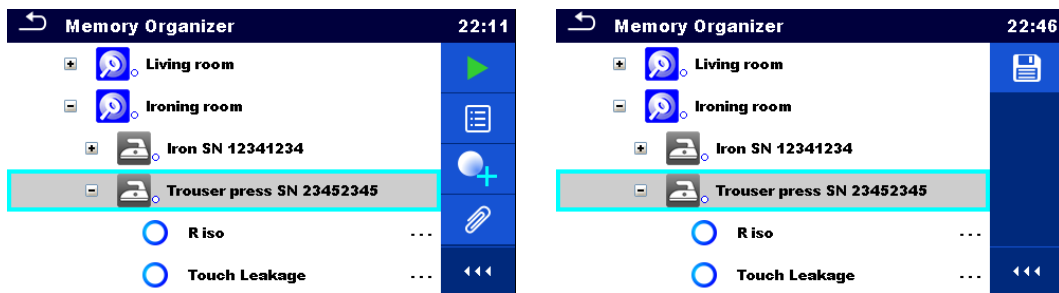 Memory Organizer 22:11
Living room
Ironing room
Iron SN 12341234
Trouser press SN 23452345
R iso ...
Touch Leakage ...
Memory Organizer 22:46
Living room
Ironing room
Iron SN 12341234
Trouser press SN 23452345
R iso ...
Touch Leakage ...